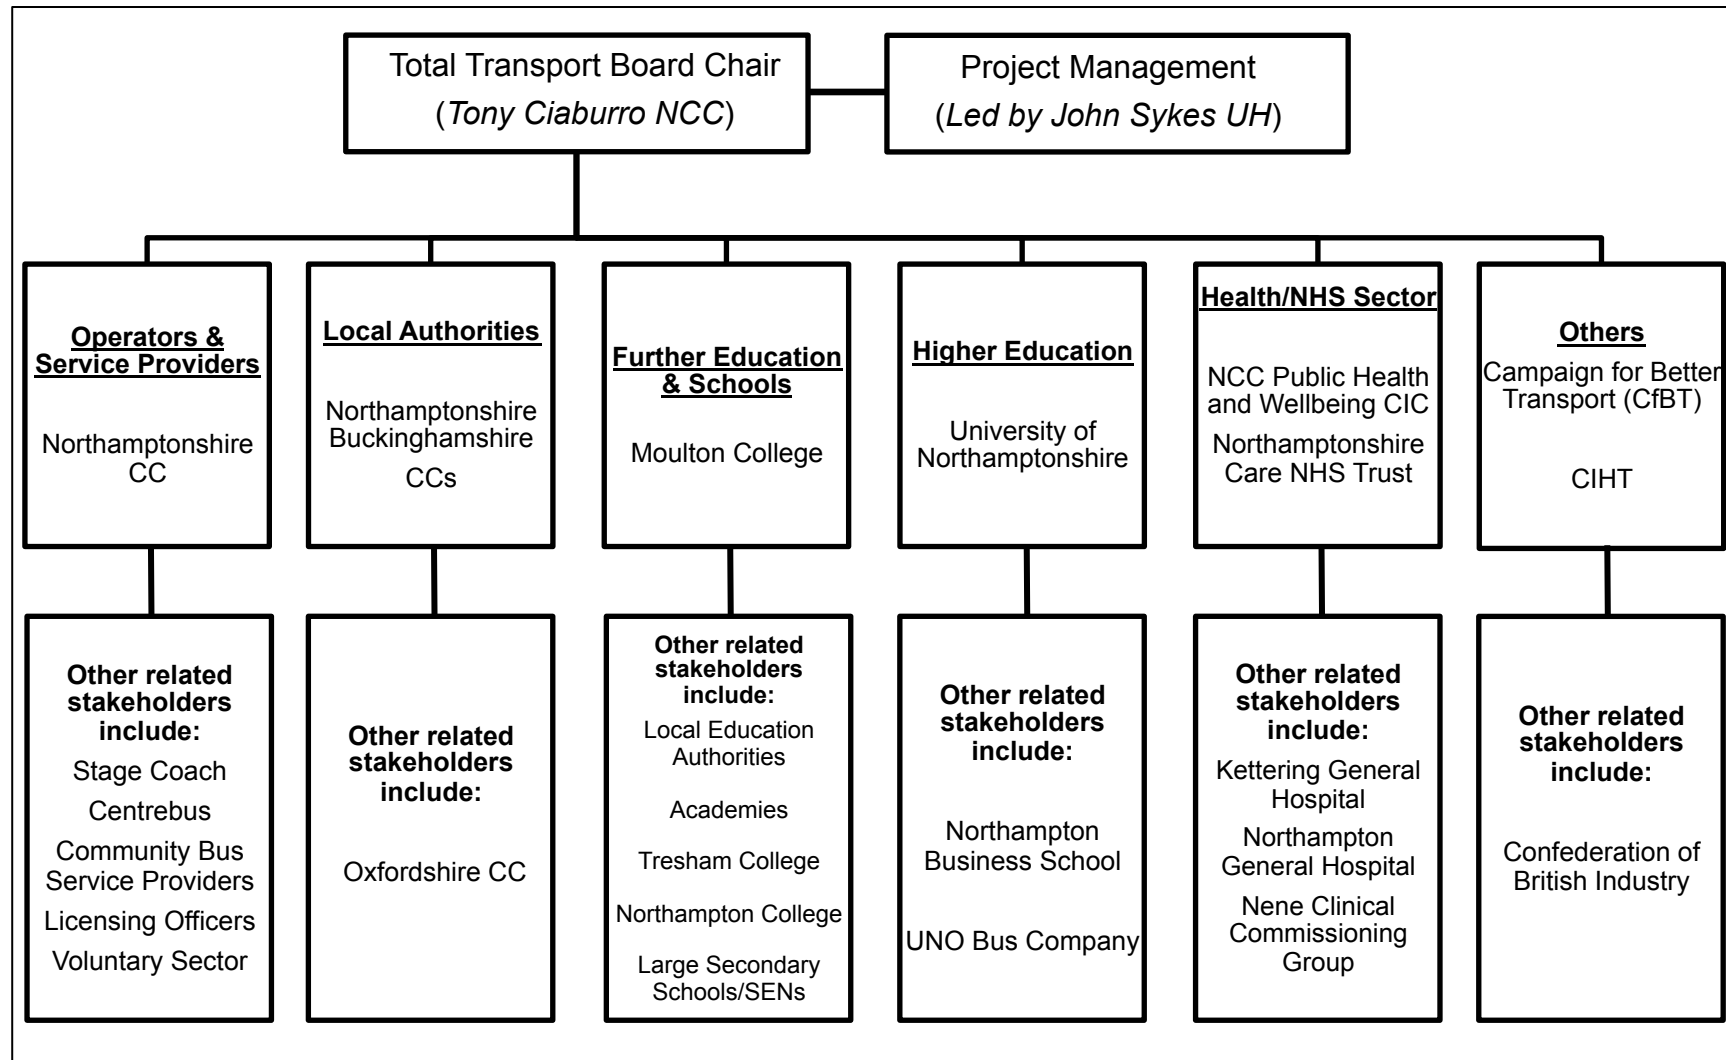 Total Transport Board Chair
(Tony Ciaburro NCC)
Project Management
(Led by John Sykes UH)
Operators &
Service Providers
Northamptonshire
CC
Local Authorities
Northamptonshire
Buckinghamshire
CCs
Further Education
& Schools
Moulton College
Higher Education
University of
Northamptonshire
Health/NHS Sector
NCC Public Health
and Wellbeing CIC
Northamptonshire
Care NHS Trust
Others
Campaign for Better
Transport (CfBT)
CIHT
Other related
stakeholders
include:
Stage Coach
Centrebus
Community Bus
Service Providers
Licensing Officers
Voluntary Sector
Other related
stakeholders
include:
Oxfordshire CC
Other related
stakeholders
include:
Local Education
Authorities
Academies
Tresham College
Northampton College
Large Secondary
Schools/SENs
Other related
stakeholders
include:
Northampton
Business School
UNO Bus Company
Other related
stakeholders
include:
Kettering General
Hospital
Northampton
General Hospital
Nene Clinical
Commissioning
Group
Other related
stakeholders
include:
Confederation of
British Industry